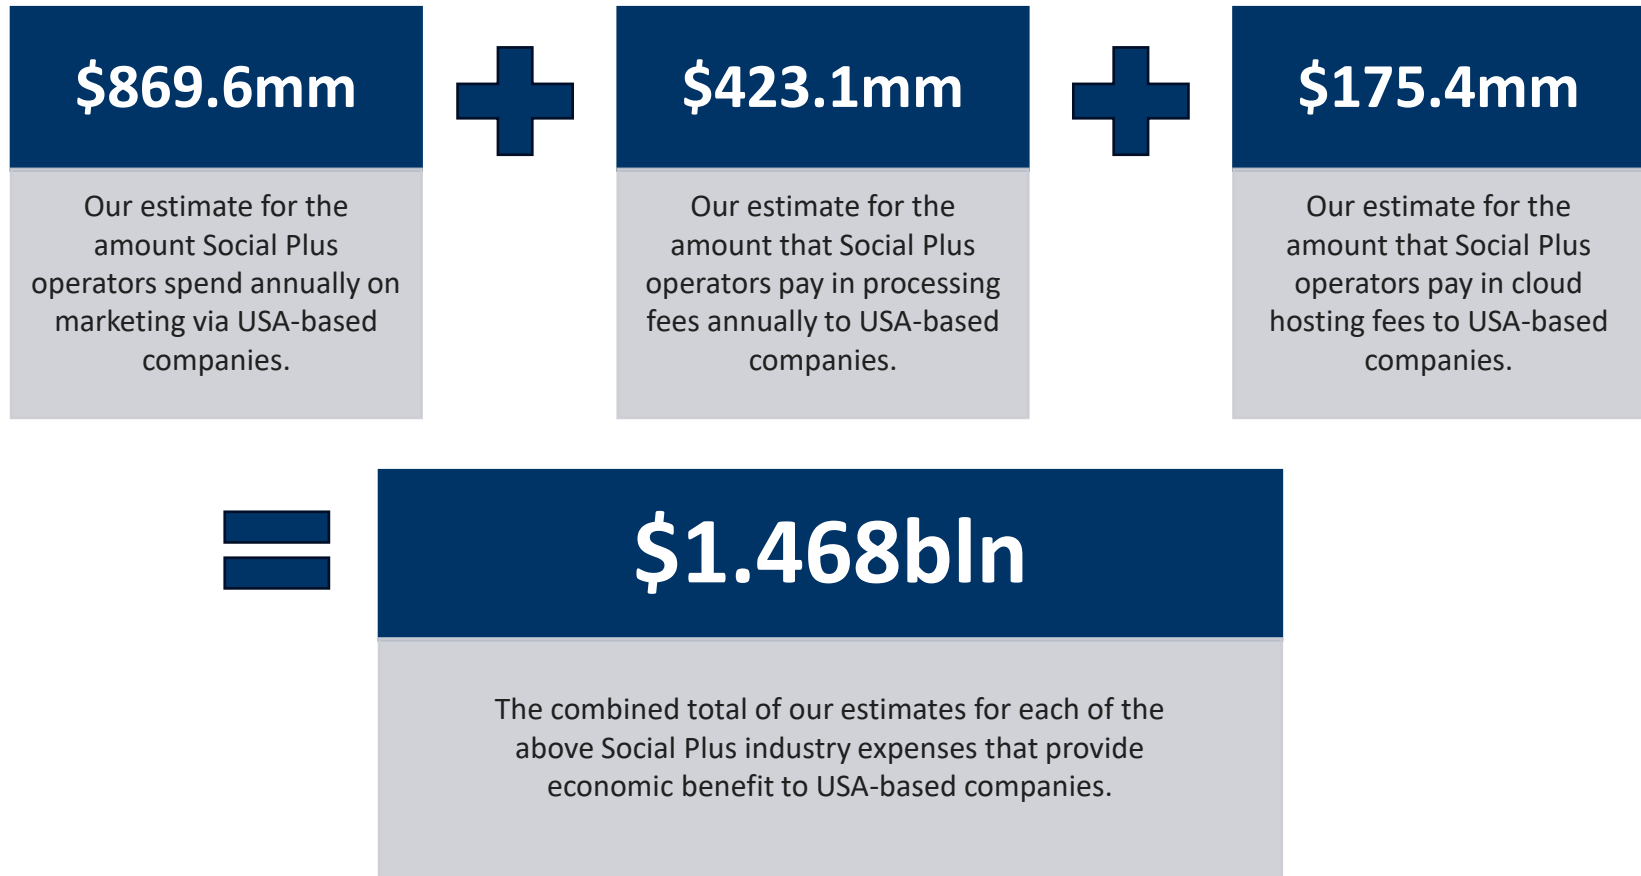 $869.6mm
Our estimate for the
amount Social Plus
operators spend annually on
marketing via USA-based
companies.
$423.1mm
Our estimate for the
amount that Social Plus
operators pay in processing
fees annually to USA-based
companies.
$175.4mm
Our estimate for the
amount that Social Plus
operators pay in cloud
hosting fees to USA-based
companies.
$1.468bln
The combined total of our estimates for each of the
above Social Plus industry expenses that provide
economic benefit to USA-based companies.